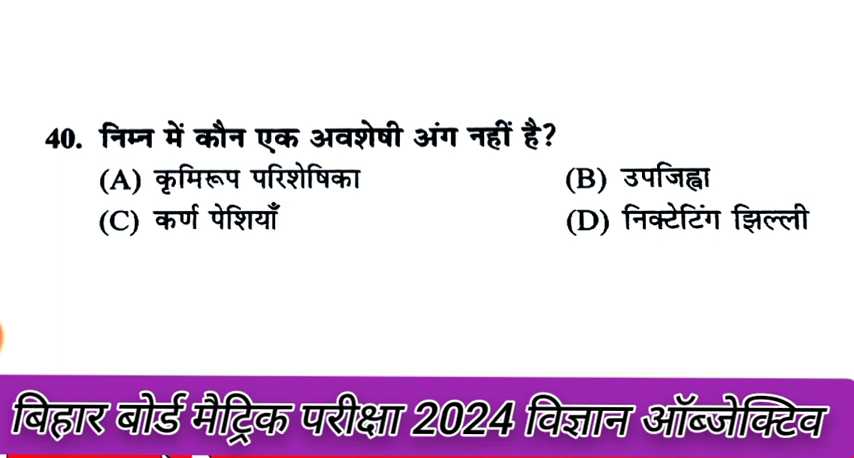 40. निम्न में कौन एक अवशेषी अंग नहीं है?
(A) कृमिरूप परिशेषिका (B) उपजिह्वा
(C) कर्ण पेशियाँ (D) निक्टेटिंग झिल्ली
बिहार बोर्ड मैट्रिक परीक्षा 2024 विज्ञान ऑब्जेक्टिव